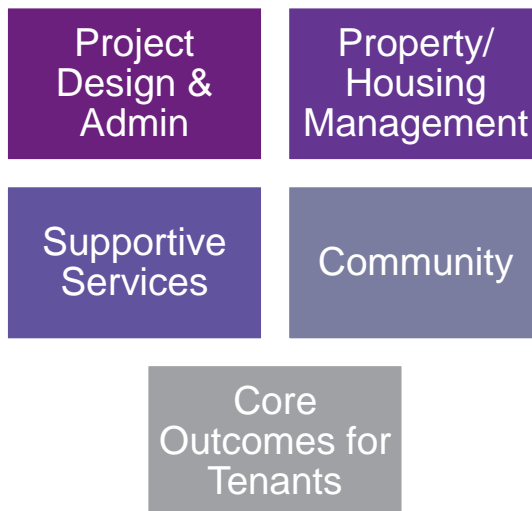 Project
Design &
Admin
Property/
Housing
Management
Supportive
Services
Community
Core
Outcomes for
Tenants